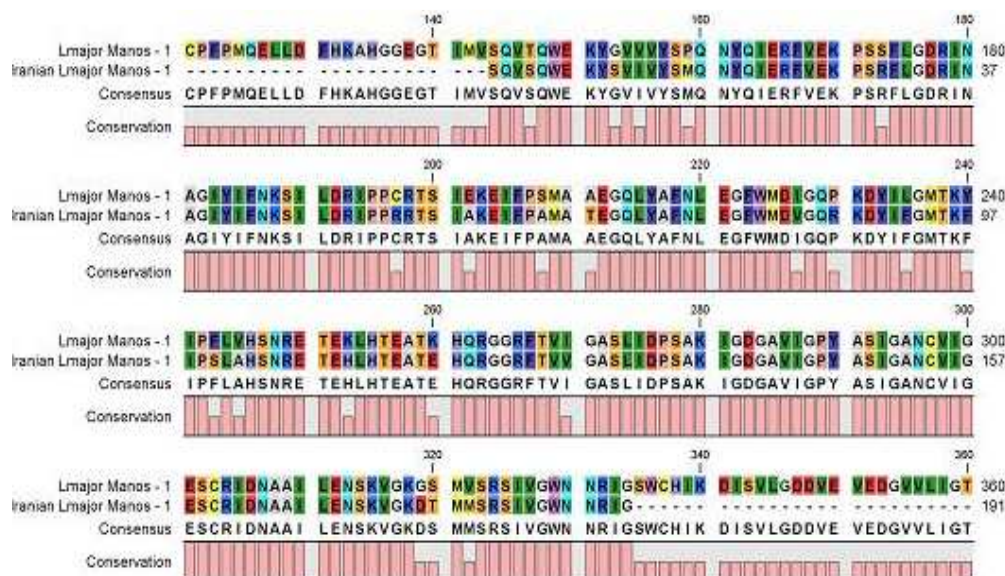 140 160 180
Lmajor Manos - 1 CPFPMQELLD FHKAHGGEGT IMVSQVTQWE KYGVVVYSPQ NYQIERFVEK PSSFLGDRIN 180
Iranian Lmajor Manos - 1 - - - - - - - - - - - - - - - - - - - - - - - SQVSQWE KYSVIVYSMQ NYQIERFVEK PSRFLGDRIN 37
Consensus CPFPMQELLD FHKAHGGEGT IMVSQVSQWE KYGVIVYSMQ NYQIERFVEK PSRFLGDRIN
Conservation
200 220 240
Lmajor Manos - 1 AGIYIFNKSI LDRIPPCRTS IEKEIFPSMA AEGQLYAFNL EGFWMDIGQP KDYILGMTKY 240
Iranian Lmajor Manos - 1 AGIYIFNKSI LDRIPPRRTS IAKEIFPAMA TEGQLYAFNL EGFWMDVGQR KDYIFGMTKF 97
Consensus AGIYIFNKSI LDRIPPCRTS IAKEIFPAMA AEGQLYAFNL EGFWMDIGQP KDYIFGMTKF
Conservation
260 280 300
Lmajor Manos - 1 IPFLVHSNRE TEKLHTEATK HQRGGRFTVI GASLIDPSAK IGDGAVIGPY ASIGANCVIG 300
Iranian Lmajor Manos - 1 IPSLAHSNRE TEHLHTEATE HQRGGRFTVV GASLIDPSAK IGDGAVIGPY ASIGANCVIG 157
Consensus IPFLAHSNRE TEHLHTEATE HQRGGRFTVI GASLIDPSAK IGDGAVIGPY ASIGANCVIG
Conservation
320 340 360
Lmajor Manos - 1 ESCRIDNAAI LENSKVGKGS MVSRSIVGWN NRIGSWCHIK DISVLGDDVE VEDGVVLIGT 360
Iranian Lmajor Manos - 1 ESCRIDNAAI LENSKVGKDT MMSRSIVGWN NRIG- - - - - - - - - - - - - - - - - - - - - - - - - - 191
Consensus ESCRIDNAAI LENSKVGKDS MMSRSIVGWN NRIGSWCHIK DISVLGDDVE VEDGVVLIGT
Conservation